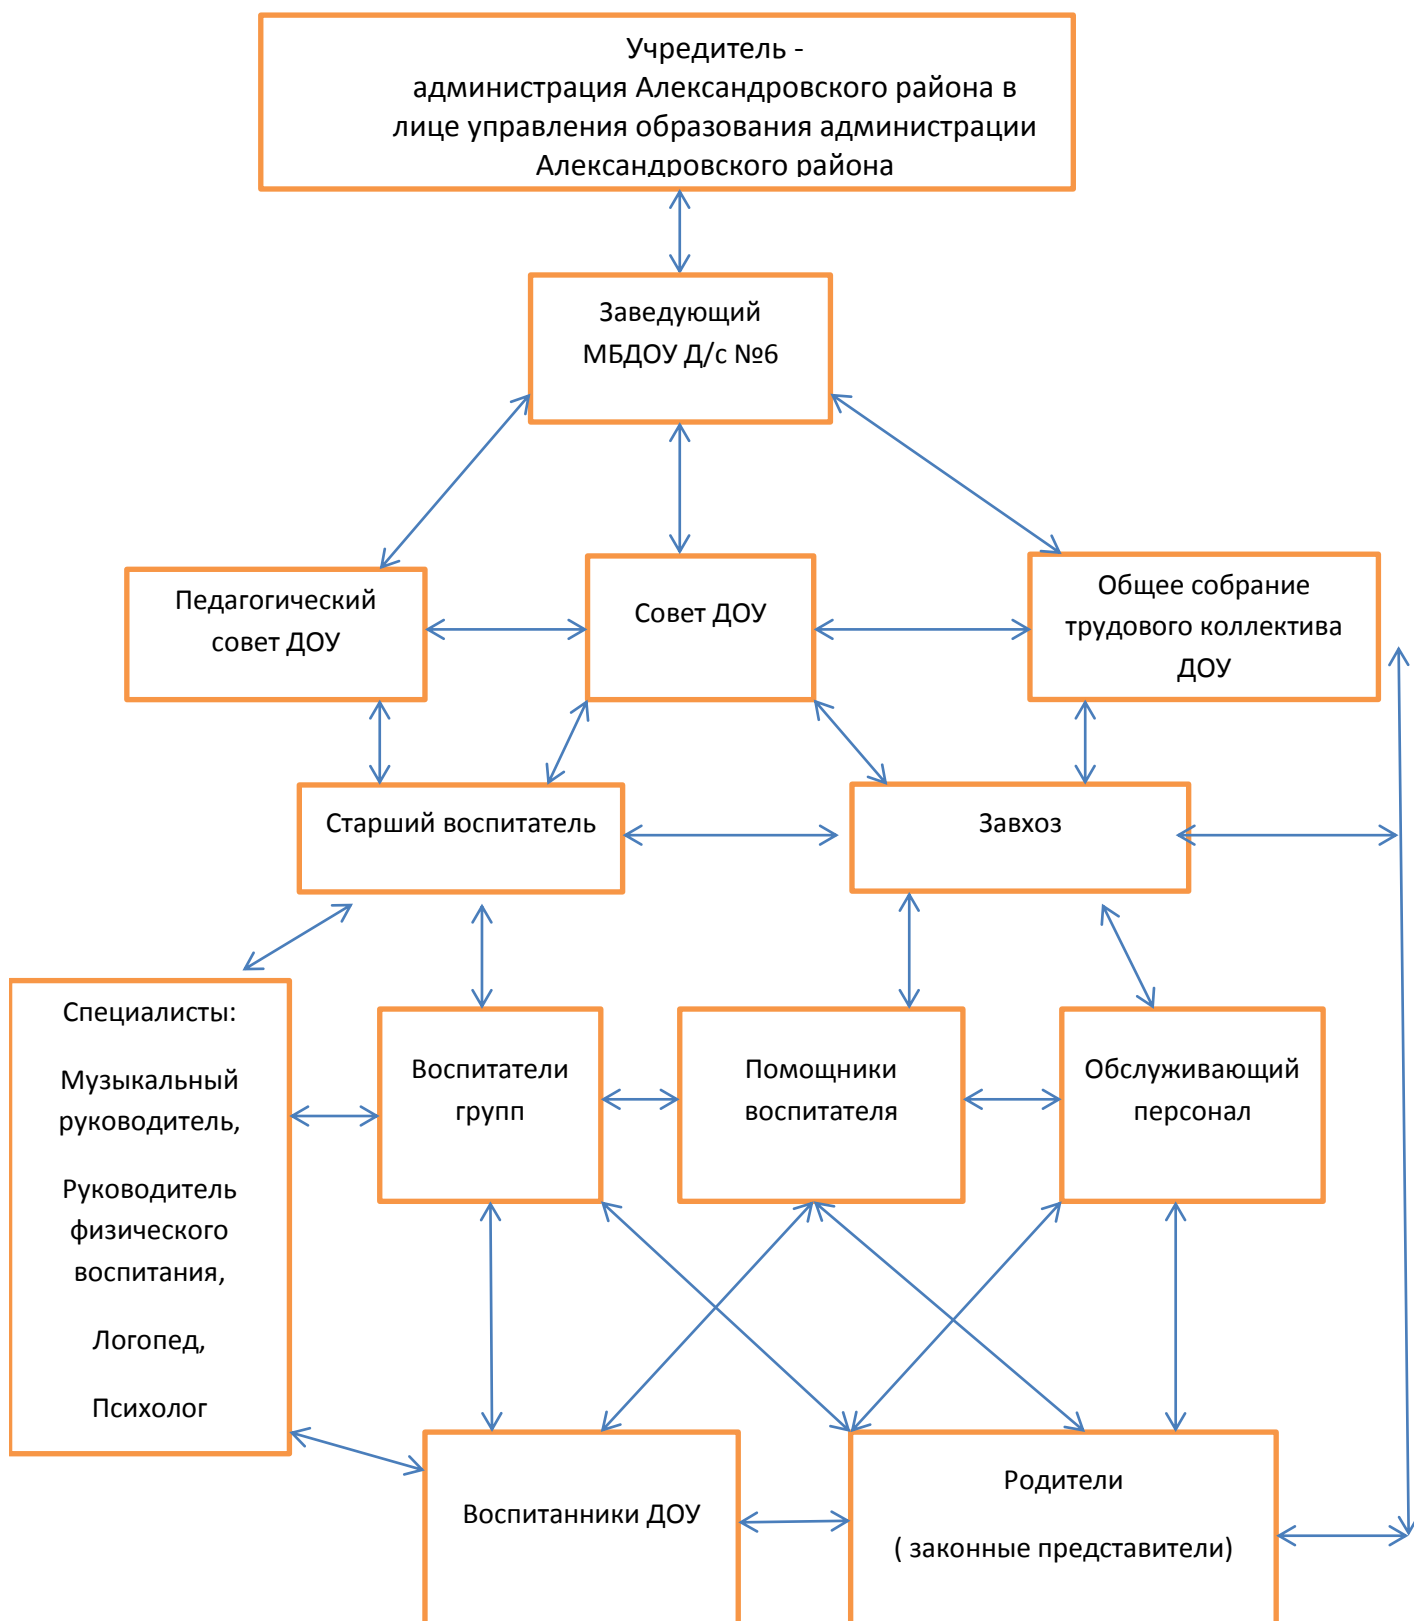 Учредитель -
администрация Александровского района в
лице управления образования администрации
Александровского района
Заведующий
МБДОУ Д/с №6
Педагогический
совет ДОУ
Совет ДОУ
Общее собрание
трудового коллектива
ДОУ
Старший воспитатель
Завхоз
Специалисты:
Музыкальный
руководитель,
Руководитель
физического
воспитания,
Логопед,
Психолог
Воспитатели
групп
Помощники
воспитателя
Обслуживающий
персонал
Воспитанники ДОУ
Родители
( законные представители)